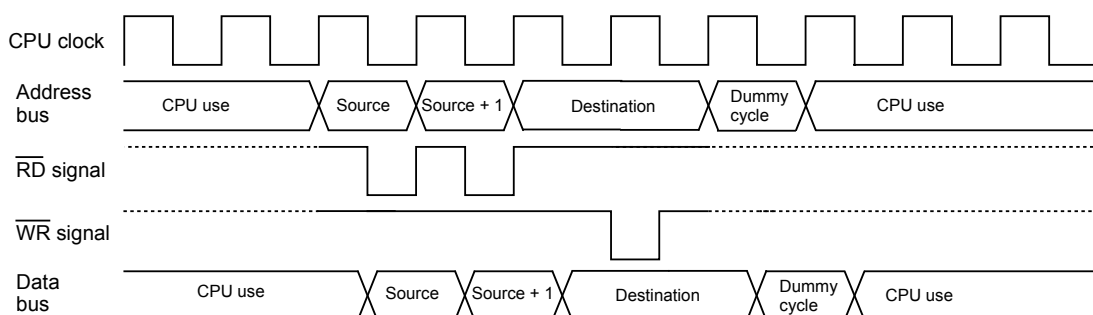 CPU clock
Address
bus
CPU use
Source
Source + 1
Destination
Dummy
cycle
CPU use
RD signal
WR signal
Data
bus
CPU use
Source
Source + 1
Destination
Dummy
cycle
CPU use